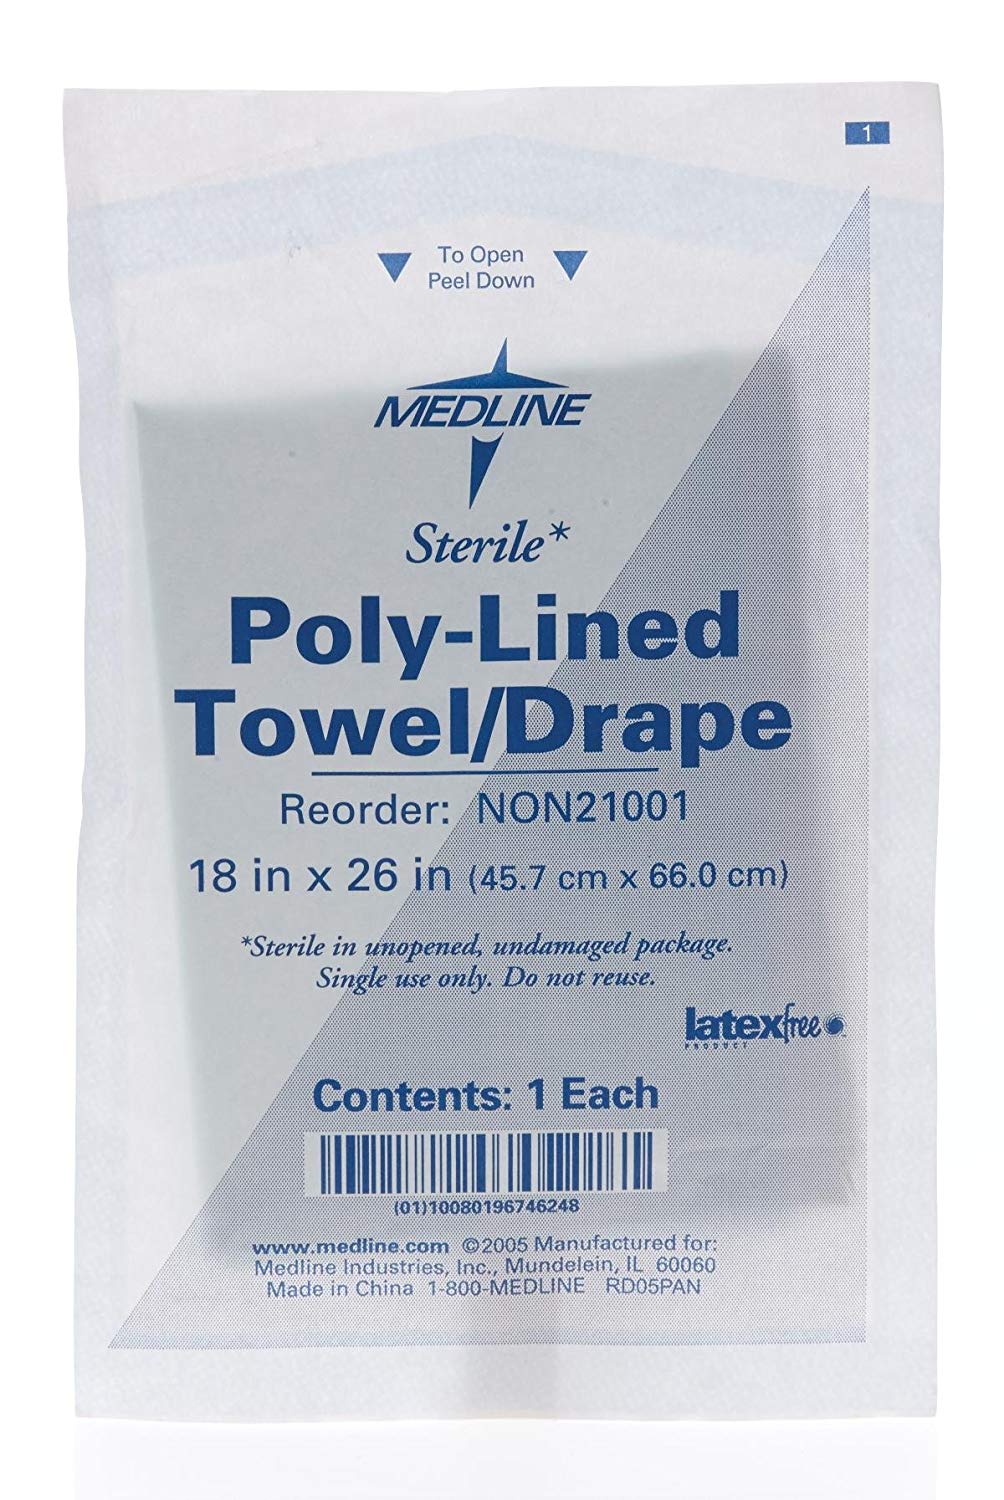 1
To Open
Peel Down
MEDLINE
Sterile*
Poly-Lined
Towel/Drape
Reorder: NON21001
18 in x 26 in (45.7 cm x 66.0 cm)
*Sterile in unopened, undamaged package.
Single use only. Do not reuse.
latexfree
PRODUCT
Contents: 1 Each
(01)10080196746248
www.medline.com ©2005 Manufactured for:
Medline Industries, Inc., Mundelein, IL 60060
Made in China 1-800-MEDLINE RD05PAN